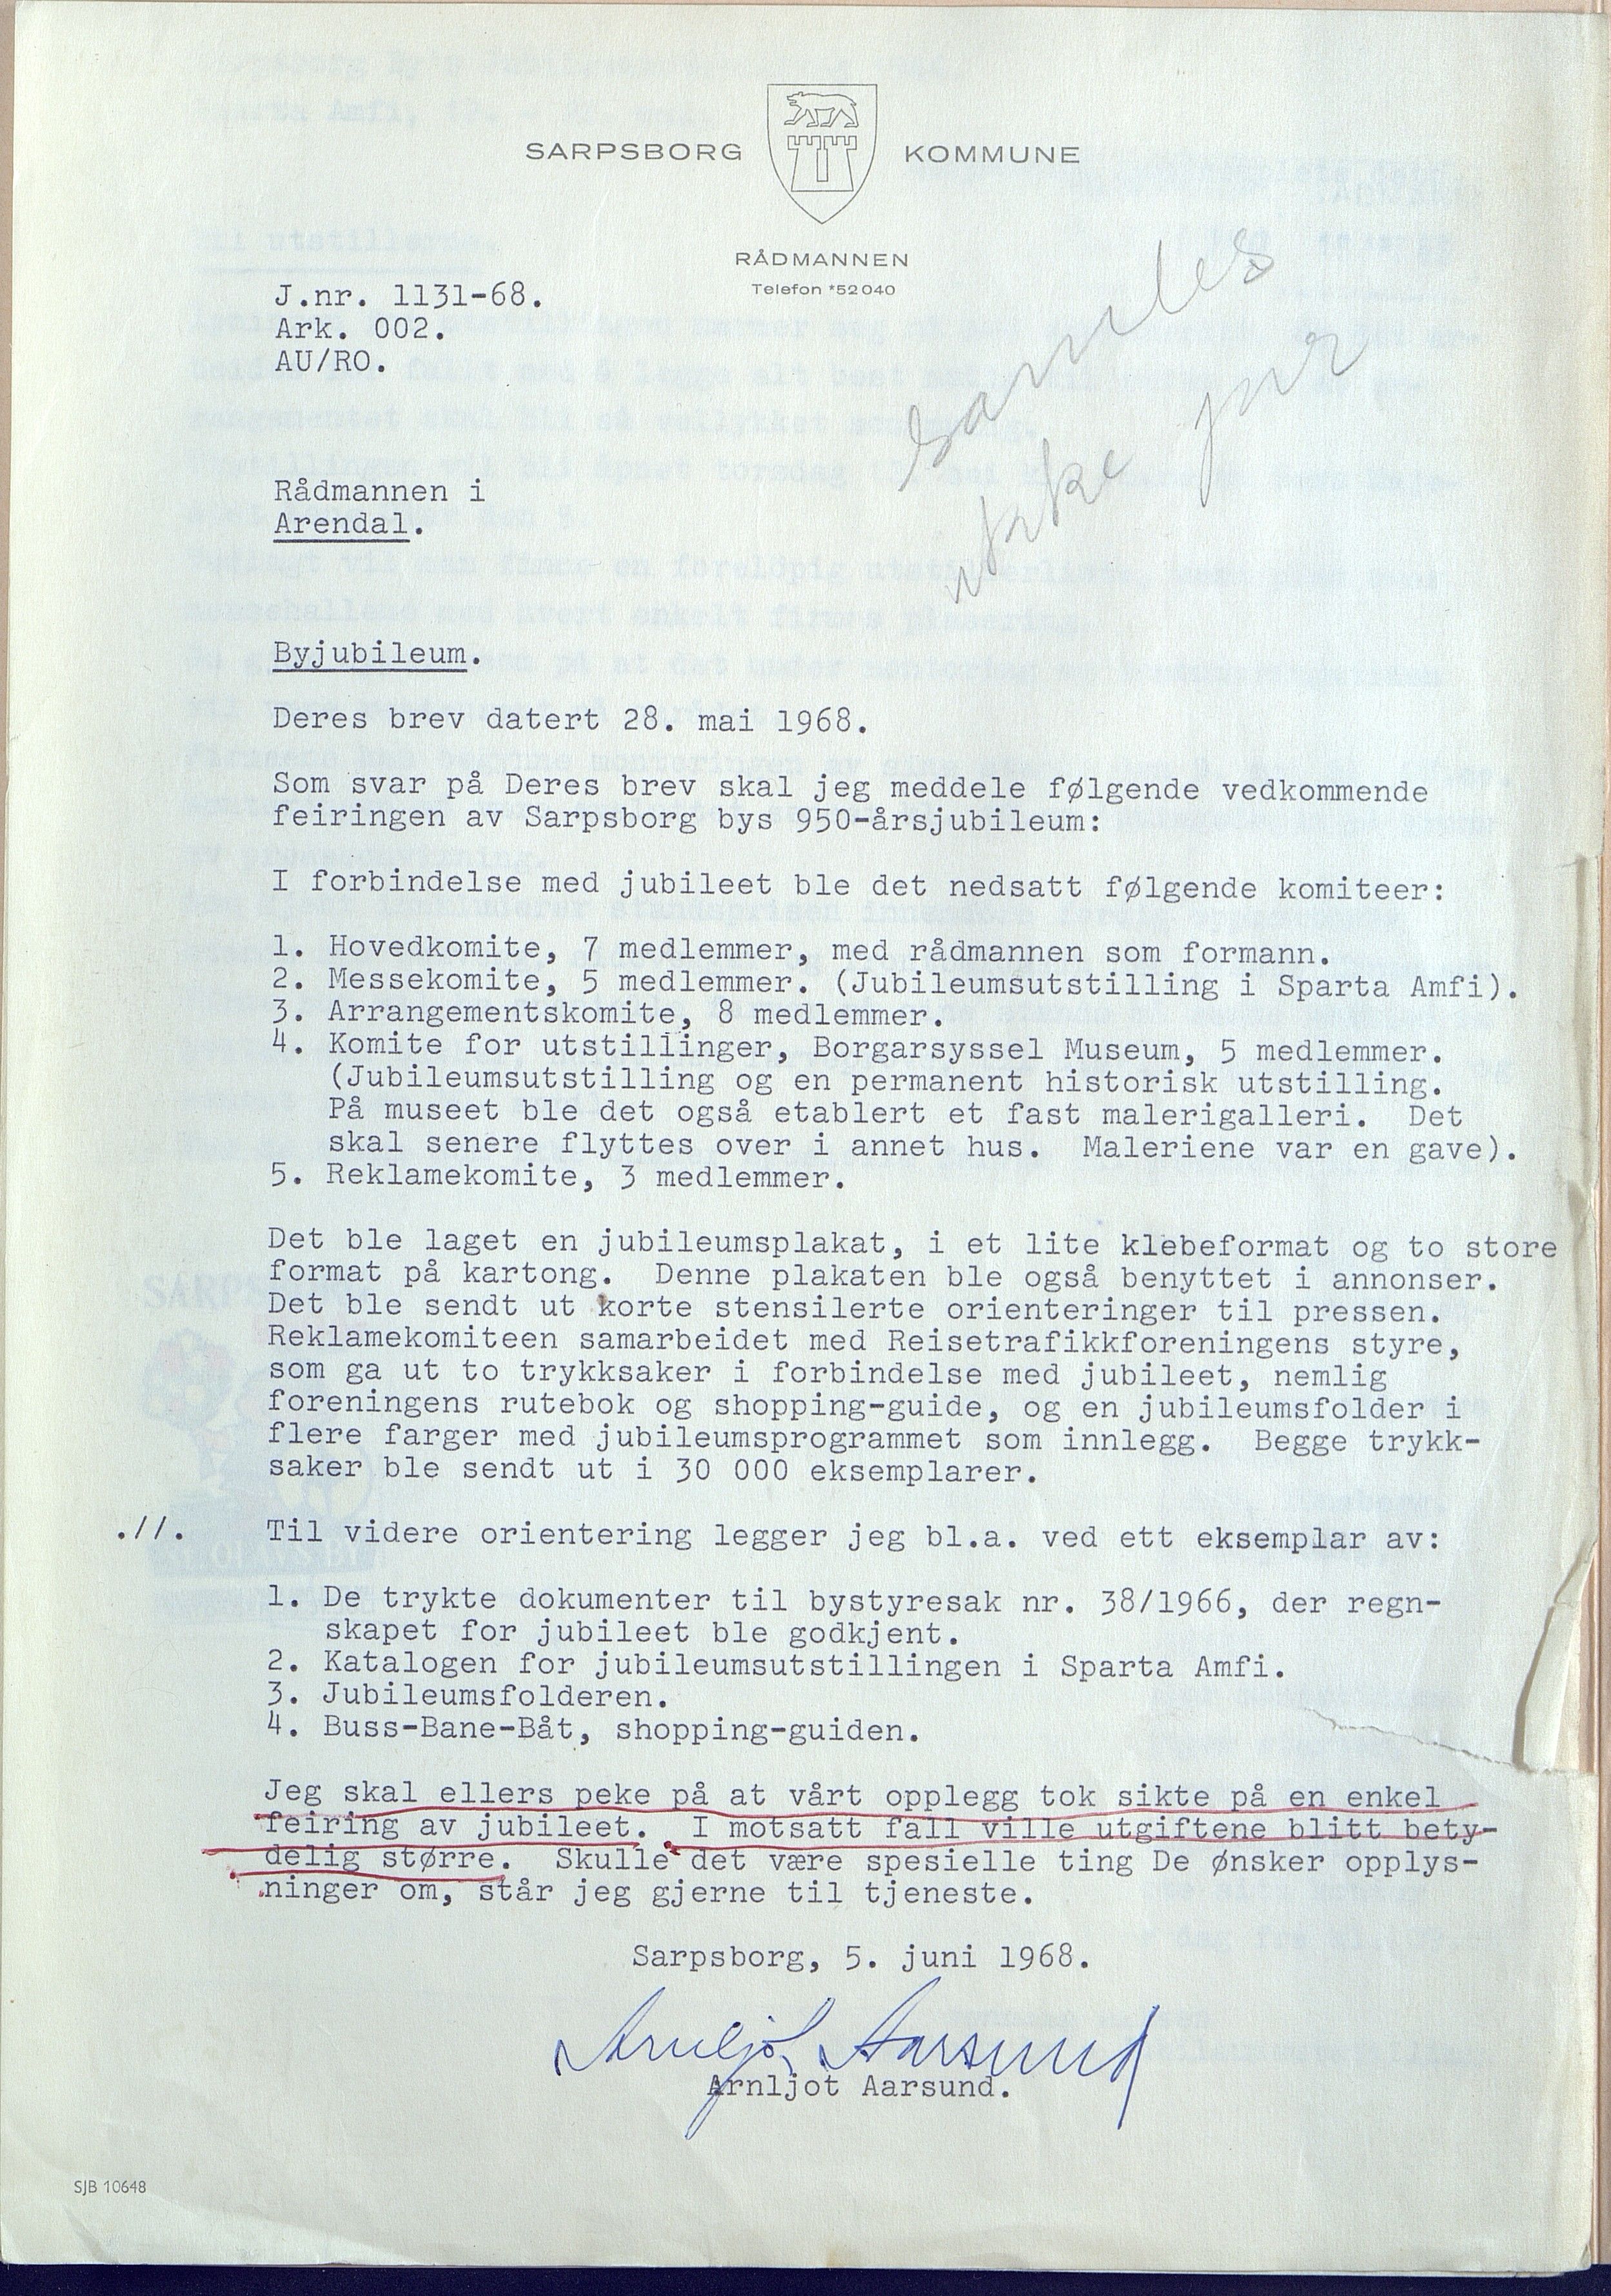 SARPSBORG KOMMUNE
RÅDMANNEN
Telefon *52040
J.nr. 1131-68.
Ark. 002.
AU/RO.
samles
ikke jnr
Rådmannen i
Arendal.
Byjubileum.
Deres brev datert 28. mai 1968.
Som svar på Deres brev skal jeg meddele følgende vedkommende
feiringen av Sarpsborg bys 950-årsjubileum:
I forbindelse med jubileet ble det nedsatt følgende komiteer:
1. Hovedkomite, 7 medlemmer, med rådmannen som formann.
2. Messekomite, 5 medlemmer. (Jubileumsutstilling i Sparta Amfi).
3. Arrangementskomite, 8 medlemmer.
4. Komite for utstillinger, Borgarsyssel Museum, 5 medlemmer.
(Jubileumsutstilling og en permanent historisk utstilling.
På museet ble det også etablert et fast malerigalleri. Det
skal senere flyttes over i annet hus. Maleriene var en gave).
5. Reklamekomite, 3 medlemmer.
Det ble laget en jubileumsplakat, i et lite klebeformat og to store
format på kartong. Denne plakaten ble også benyttet i annonser.
Det ble sendt ut korte stensilerte orienteringer til pressen.
Reklamekomiteen samarbeidet med Reisetrafikkforeningens styre,
som ga ut to trykksaker i forbindelse med jubileet, nemlig
foreningens rutebok og shopping-guide, og en jubileumsfolder i
flere farger med jubileumsprogrammet som innlegg. Begge trykk-
saker ble sendt ut i 30 000 eksemplarer.
.//. Til videre orientering legger jeg bl.a. ved ett eksemplar av:
1. De trykte dokumenter til bystyresak nr. 38/1966, der regn-
skapet for jubileet ble godkjent.
2. Katalogen for jubileumsutstillingen i Sparta Amfi.
3. Jubileumsfolderen.
4. Buss-Bane-Båt, shopping-guiden.
Jeg skal ellers peke på at vårt opplegg tok sikte på en enkel
feiring av jubileet. I motsatt fall ville utgiftene blitt bety-
delig større. Skulle det være spesielle ting De ønsker opplys-
ninger om, står jeg gjerne til tjeneste.
Sarpsborg, 5. juni 1968.
Arnljot Aarsund
Arnljot Aarsund.
SJB 10648